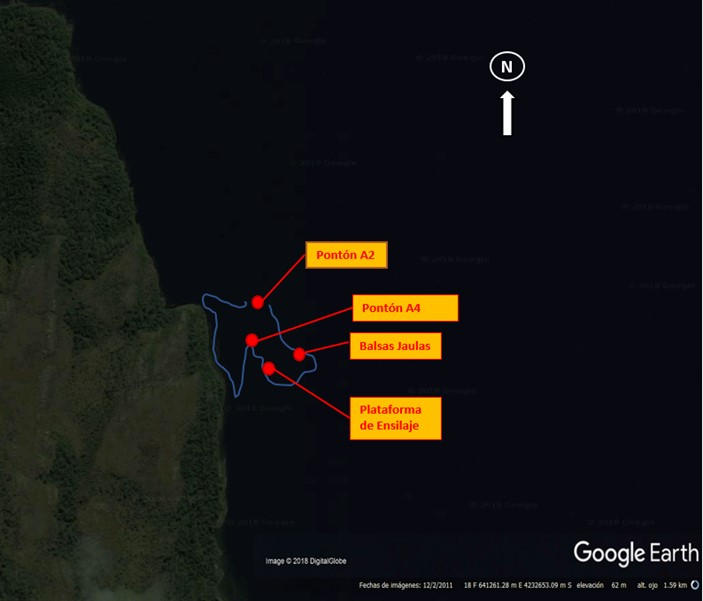 N
Pontón A2
Pontón A4
Balsas Jaulas
Plataforma
de Ensilaje
Image © 2018 DigitalGlobe
Google Earth
Fechas de imágenes: 12/2/2011 18 F 641261.28 m E 4232653.09 m S elevación 62 m alt. ojo 1.59 km